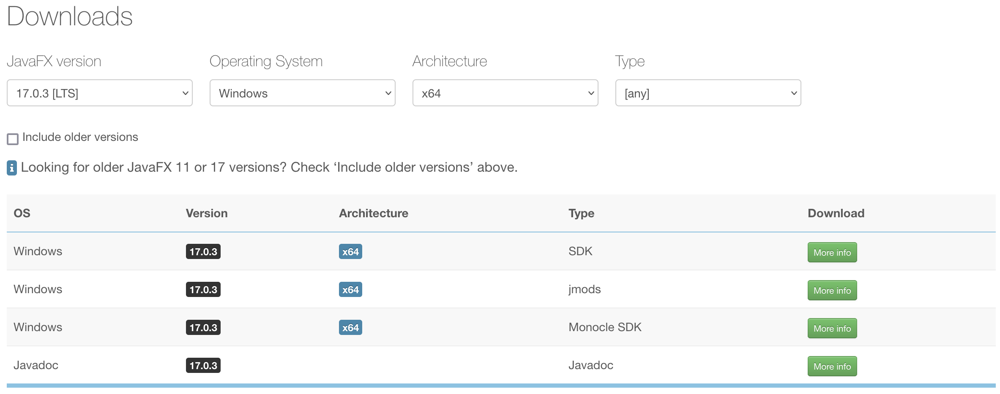 Downloads
JavaFX version Operating System Architecture Type
17.0.3 [LTS] Windows x64 [any]
Include older versions
i Looking for older JavaFX 11 or 17 versions? Check ‘Include older versions’ above.
OS Version Architecture Type Download
Windows 17.0.3 x64 SDK More info
Windows 17.0.3 x64 jmods More info
Windows 17.0.3 x64 Monocle SDK More info
Javadoc 17.0.3 Javadoc More info